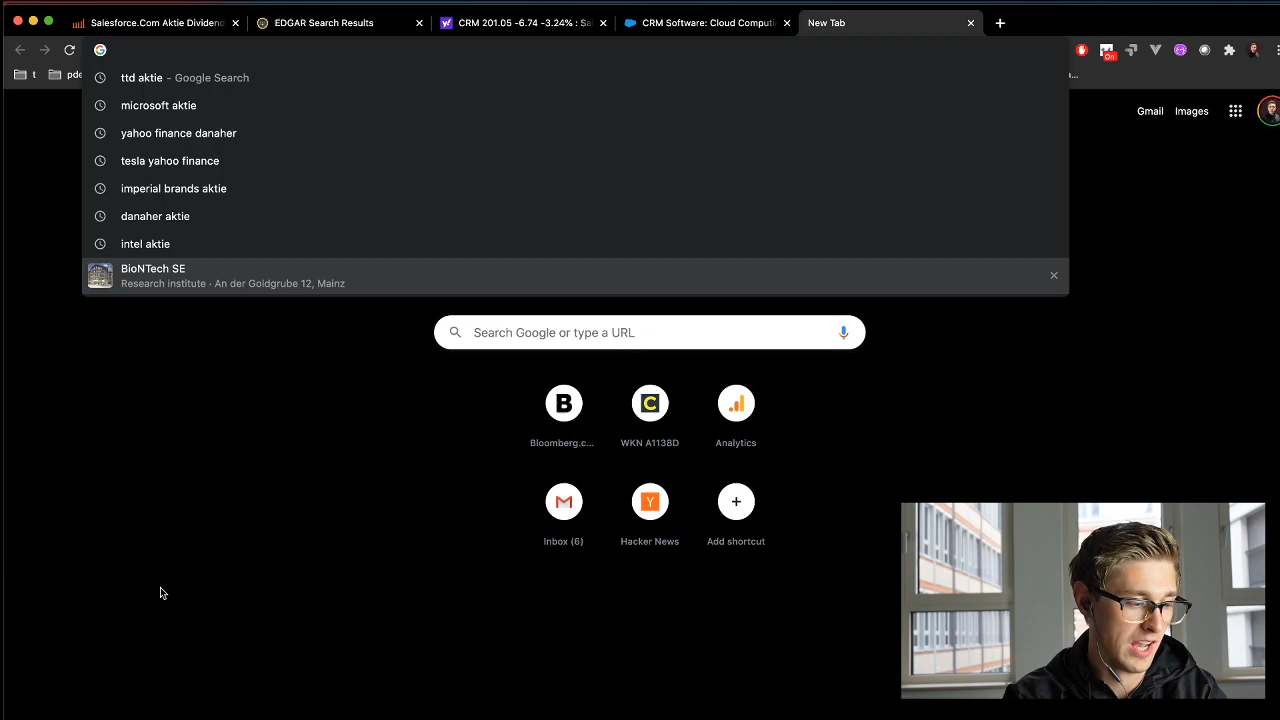 Salesforce.Com Aktie Dividend
EDGAR Search Results
CRM 201.05 -6.74 -3.24% : Sa
CRM Software: Cloud Computi
New Tab
t
pde
On
a...
ttd aktie - Google Search
microsoft aktie
yahoo finance danaher
tesla yahoo finance
imperial brands aktie
danaher aktie
intel aktie
BioNTech SE
Research institute · An der Goldgrube 12, Mainz
Gmail
Images
Search Google or type a URL
Bloomberg.c...
WKN A1138D
Analytics
Inbox (6)
Hacker News
Add shortcut